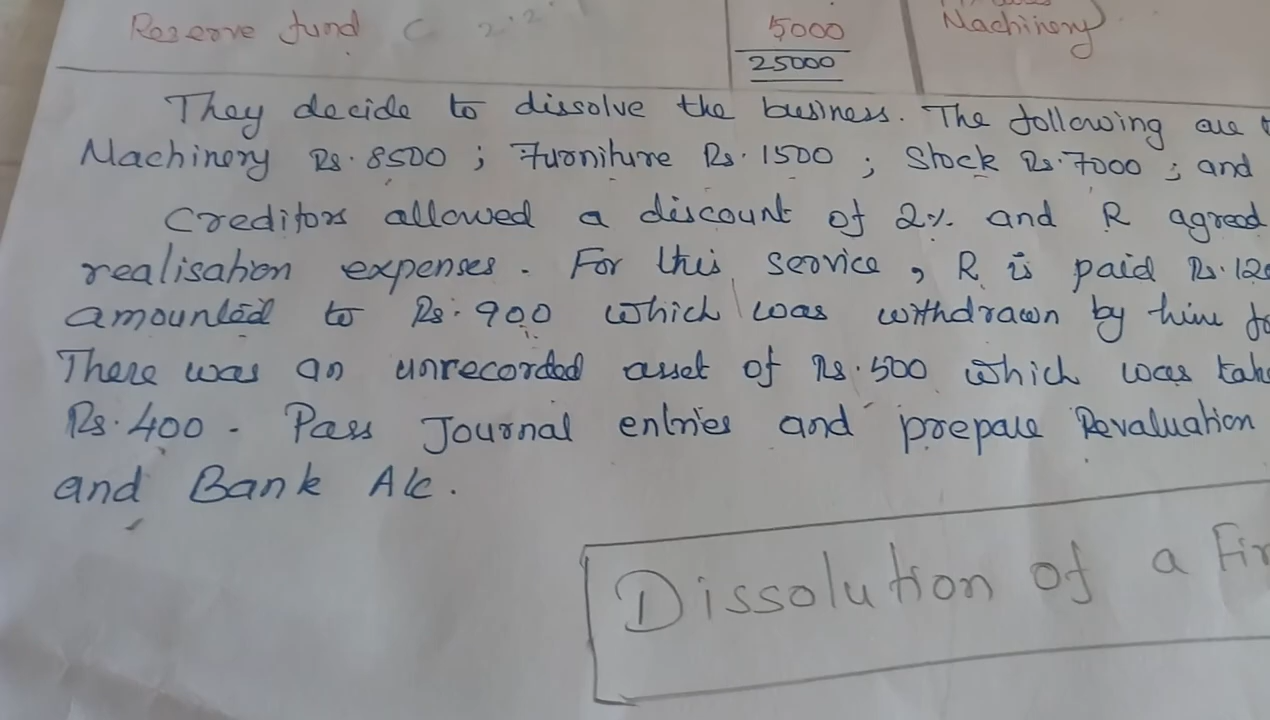 Reserve fund 5000 Machinery
25000
They decide to dissolve the business. The following are
Machinery Rs. 8500 ; Furniture Rs. 1500 ; Stock Rs. 7000 ; and
Creditors allowed a discount of 2% and R agreed
realisation expenses. For this service, R is paid Rs.
amounted to Rs. 900 which was withdrawn by him
There was an unrecorded asset of Rs. 500 which was
Rs. 400. Pass Journal entries and prepare Revaluation
and Bank A/c.
Dissolution of a